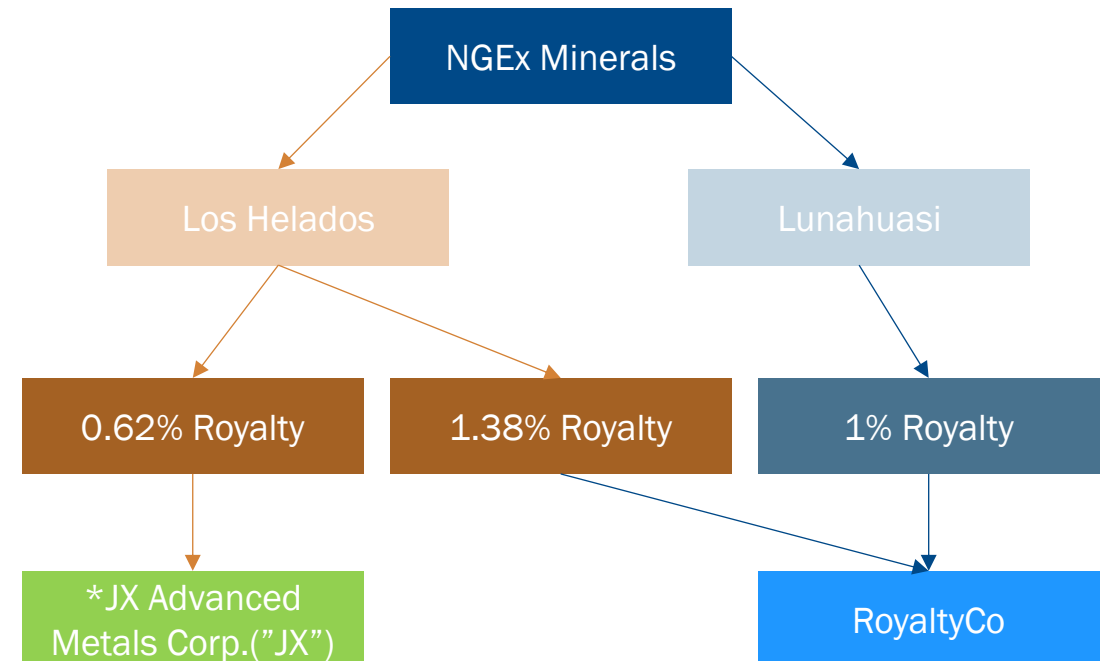 NGEx Minerals
Los Helados
Lunahuasi
0.62% Royalty
1.38% Royalty
1% Royalty
*JX Advanced
Metals Corp.(”JX”)
RoyaltyCo